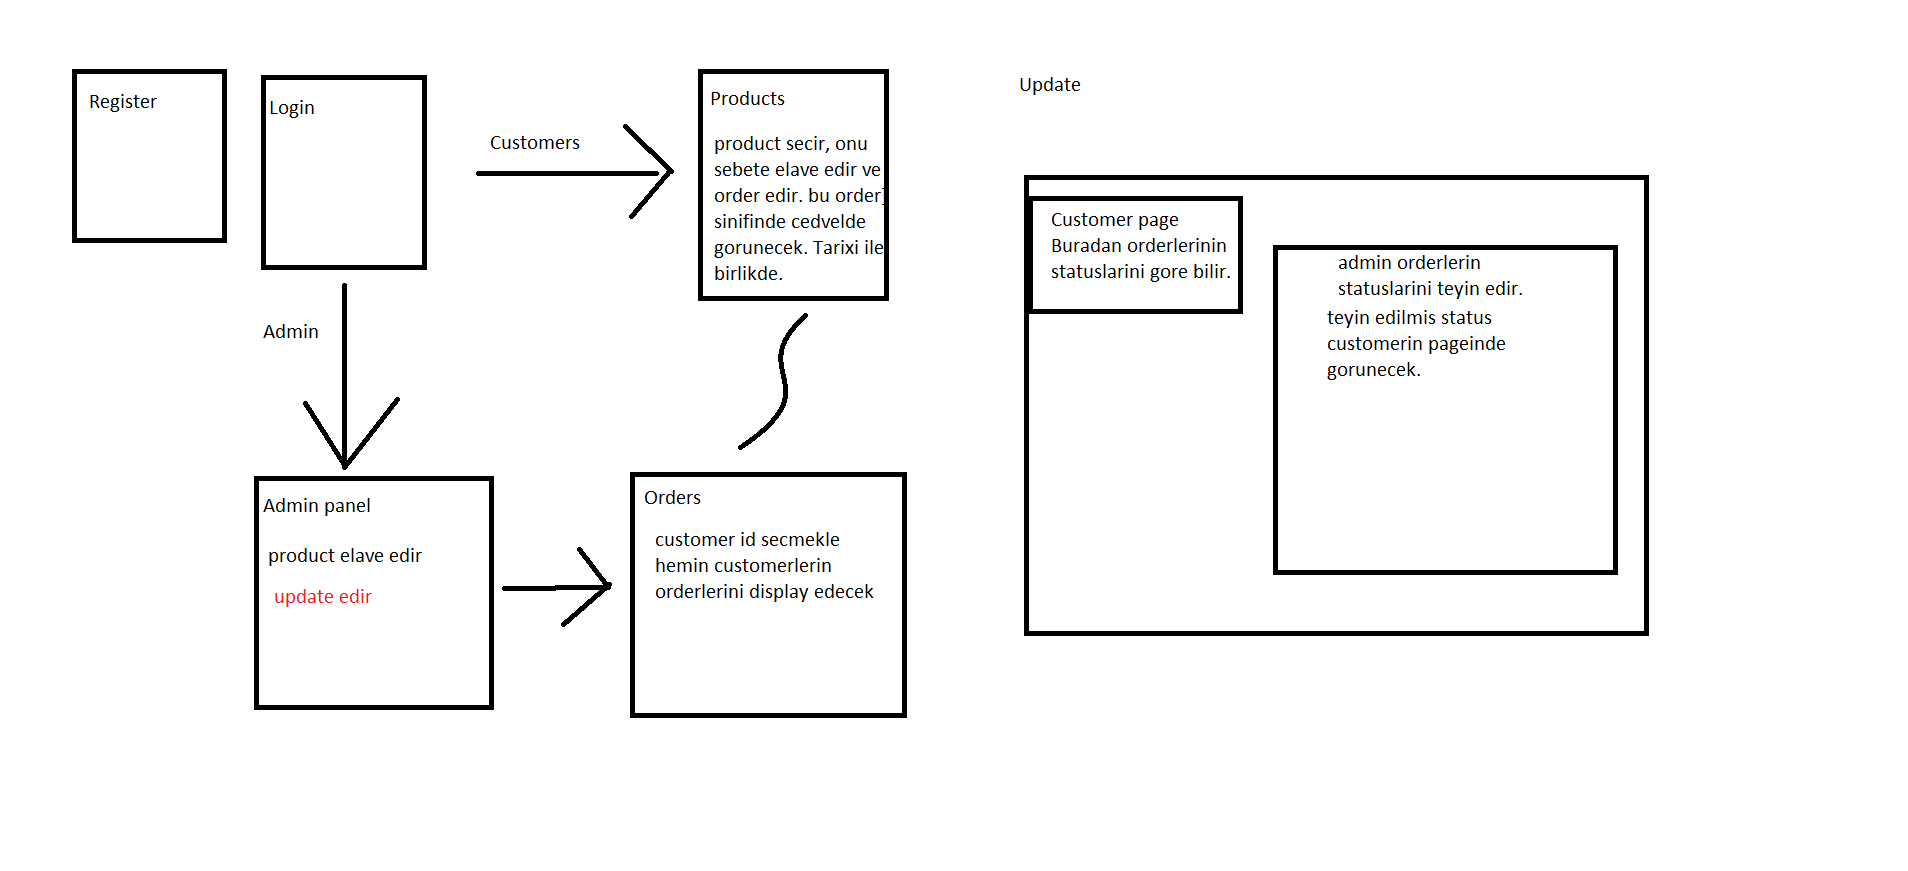 Register
Login
Customers
Products
product secir, onu
sebete elave edir ve
order edir. bu order
sinifinde cedvelde
gorunecek. Tarixi ile
birlikde.
Admin
Admin panel
product elave edir
update edir
Orders
customer id secmekle
hemin customerlerin
orderlerini display edecek
Update
Customer page
Buradan orderlerinin
statuslarini gore bilir.
admin orderlerin
statuslarini teyin edir.
teyin edilmis status
customerin pageinde
gorunecek.